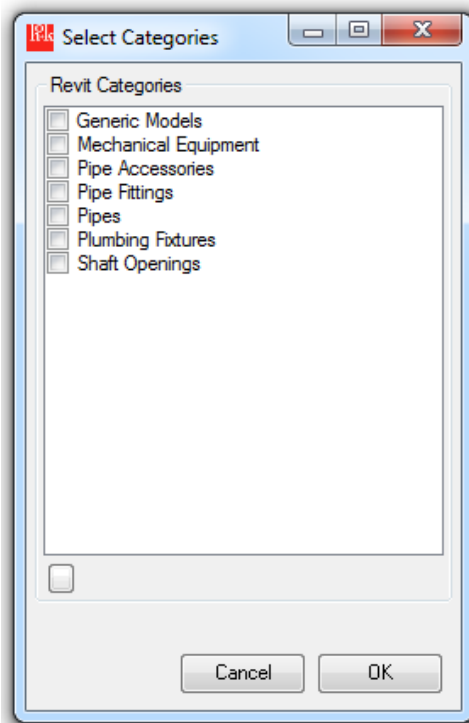 Select Categories
Revit Categories
Generic Models
Mechanical Equipment
Pipe Accessories
Pipe Fittings
Pipes
Plumbing Fixtures
Shaft Openings
Cancel
OK